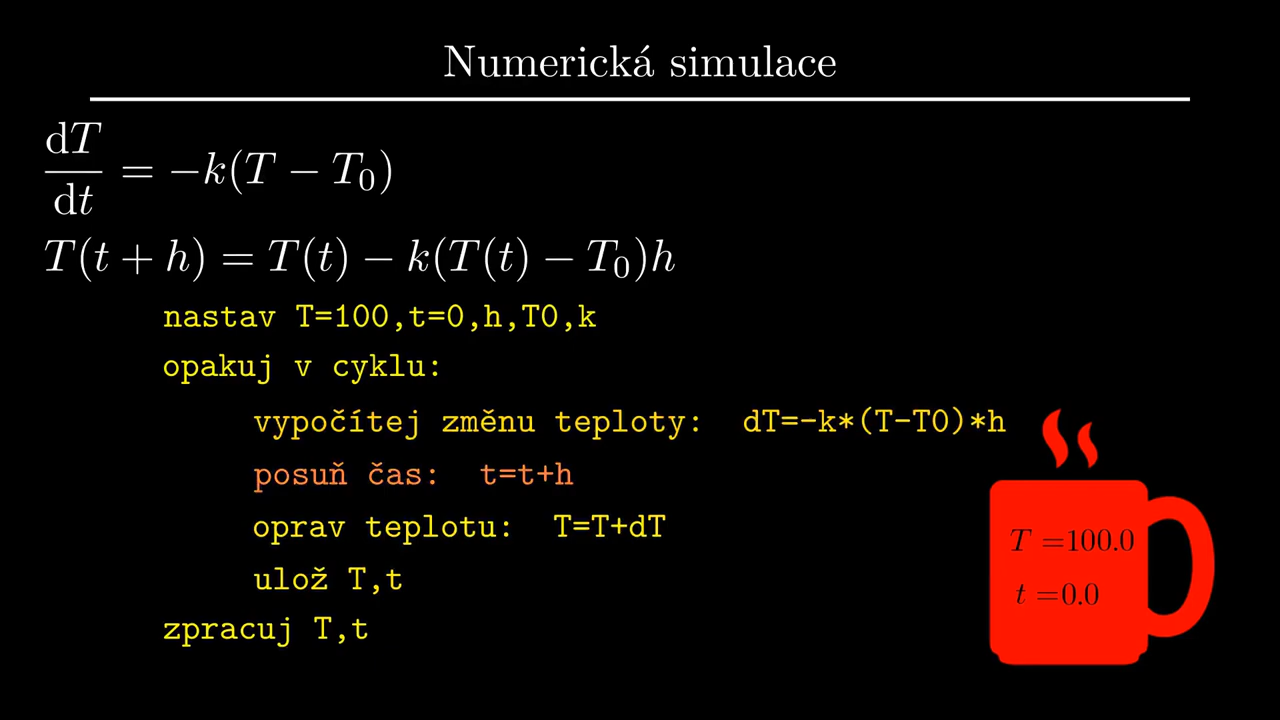 Numerická simulace
dT/dt = −k(T − T₀)
T(t + h) = T(t) − k(T(t) − T₀)h
nastav T=100,t=0,h,T0,k
opakuj v cyklu:
vypočítej změnu teploty: dT=-k*(T-T0)*h
posuň čas: t=t+h
oprav teplotu: T=T+dT
ulož T,t
zpracuj T,t
T =100.0
t =0.0